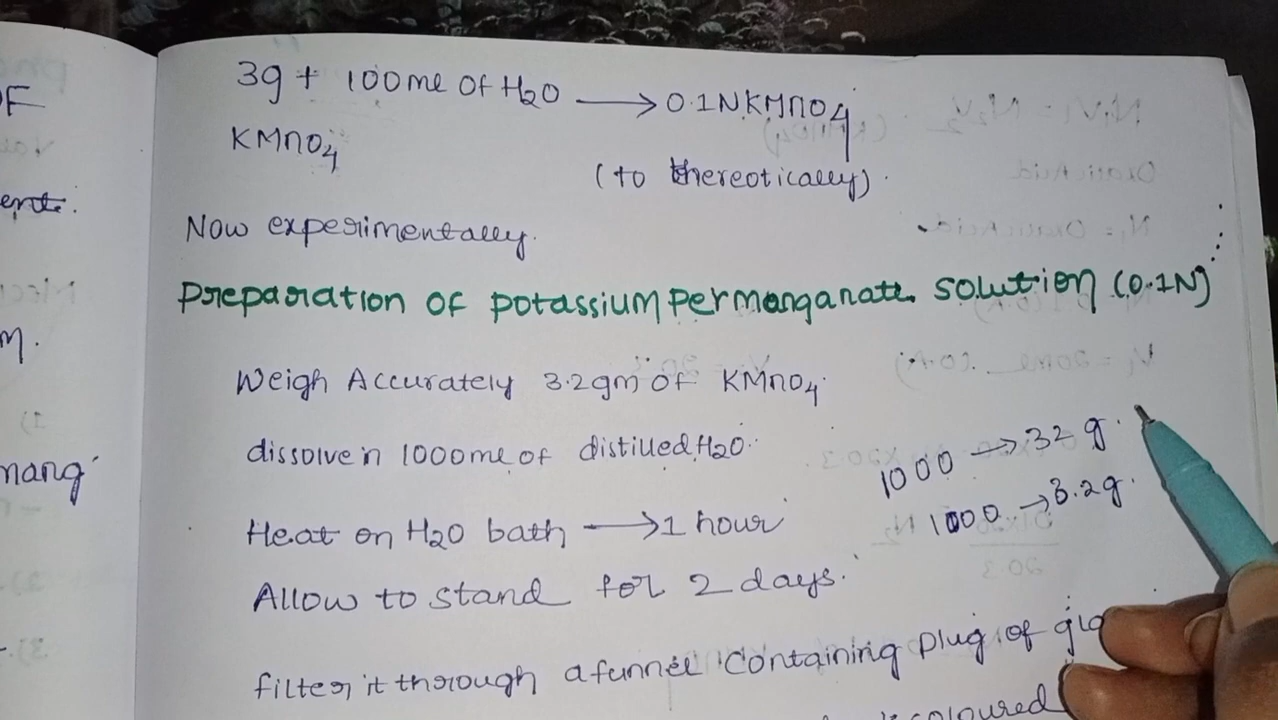 3g + 100ml of H2O → 0.1N KMnO4
KMnO4
(to thereotically).
Now experimentally.
preparation of potassium permanganate. solution (0.1N)
Weigh Accurately 3.2gm of KMnO4.
dissolve n 1000ml of distilled H2O.
1000 → 32 g.
1000 → 3.2g.
Heat on H2O bath → 1 hour
Allow to stand for 2 days.
filter it through a funnel containing plug of
coloured
ent.
m.